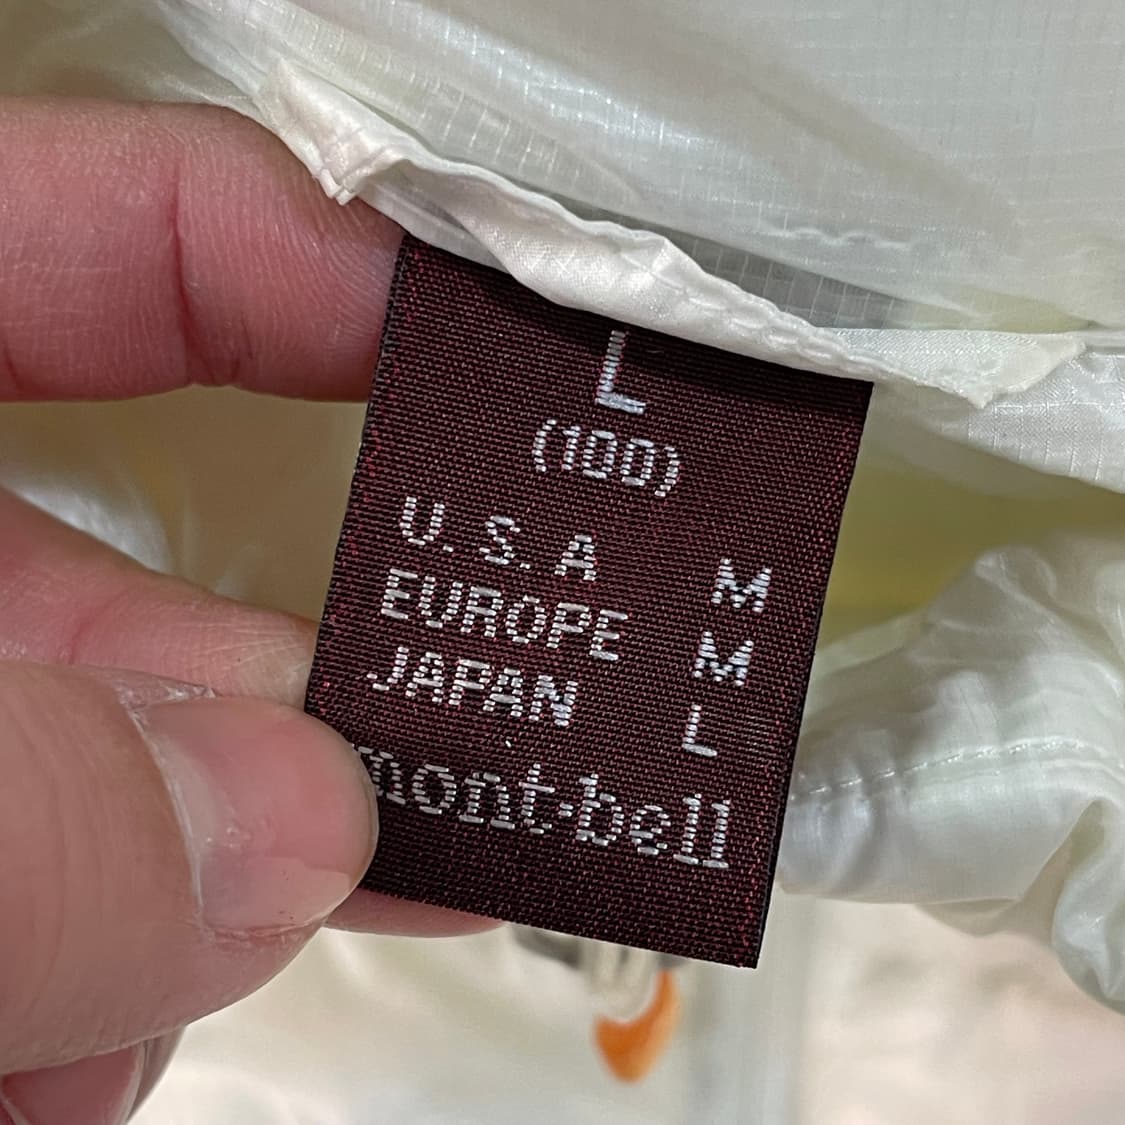 L
(100)
U.S.A M
EUROPE M
JAPAN L
mont-bell